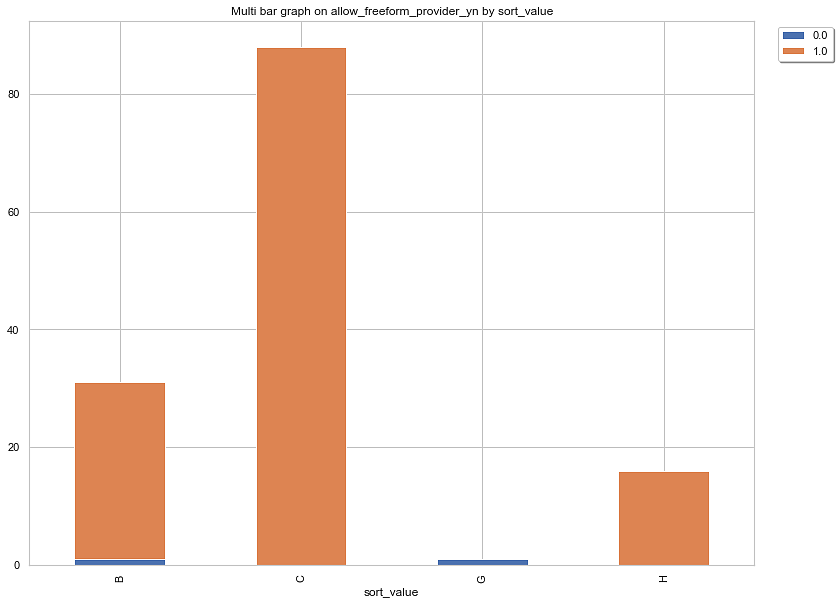 Multi bar graph on allow_freeform_provider_yn by sort_value
0.0
1.0
80
60
40
20
0
B
C
G
H
sort_value